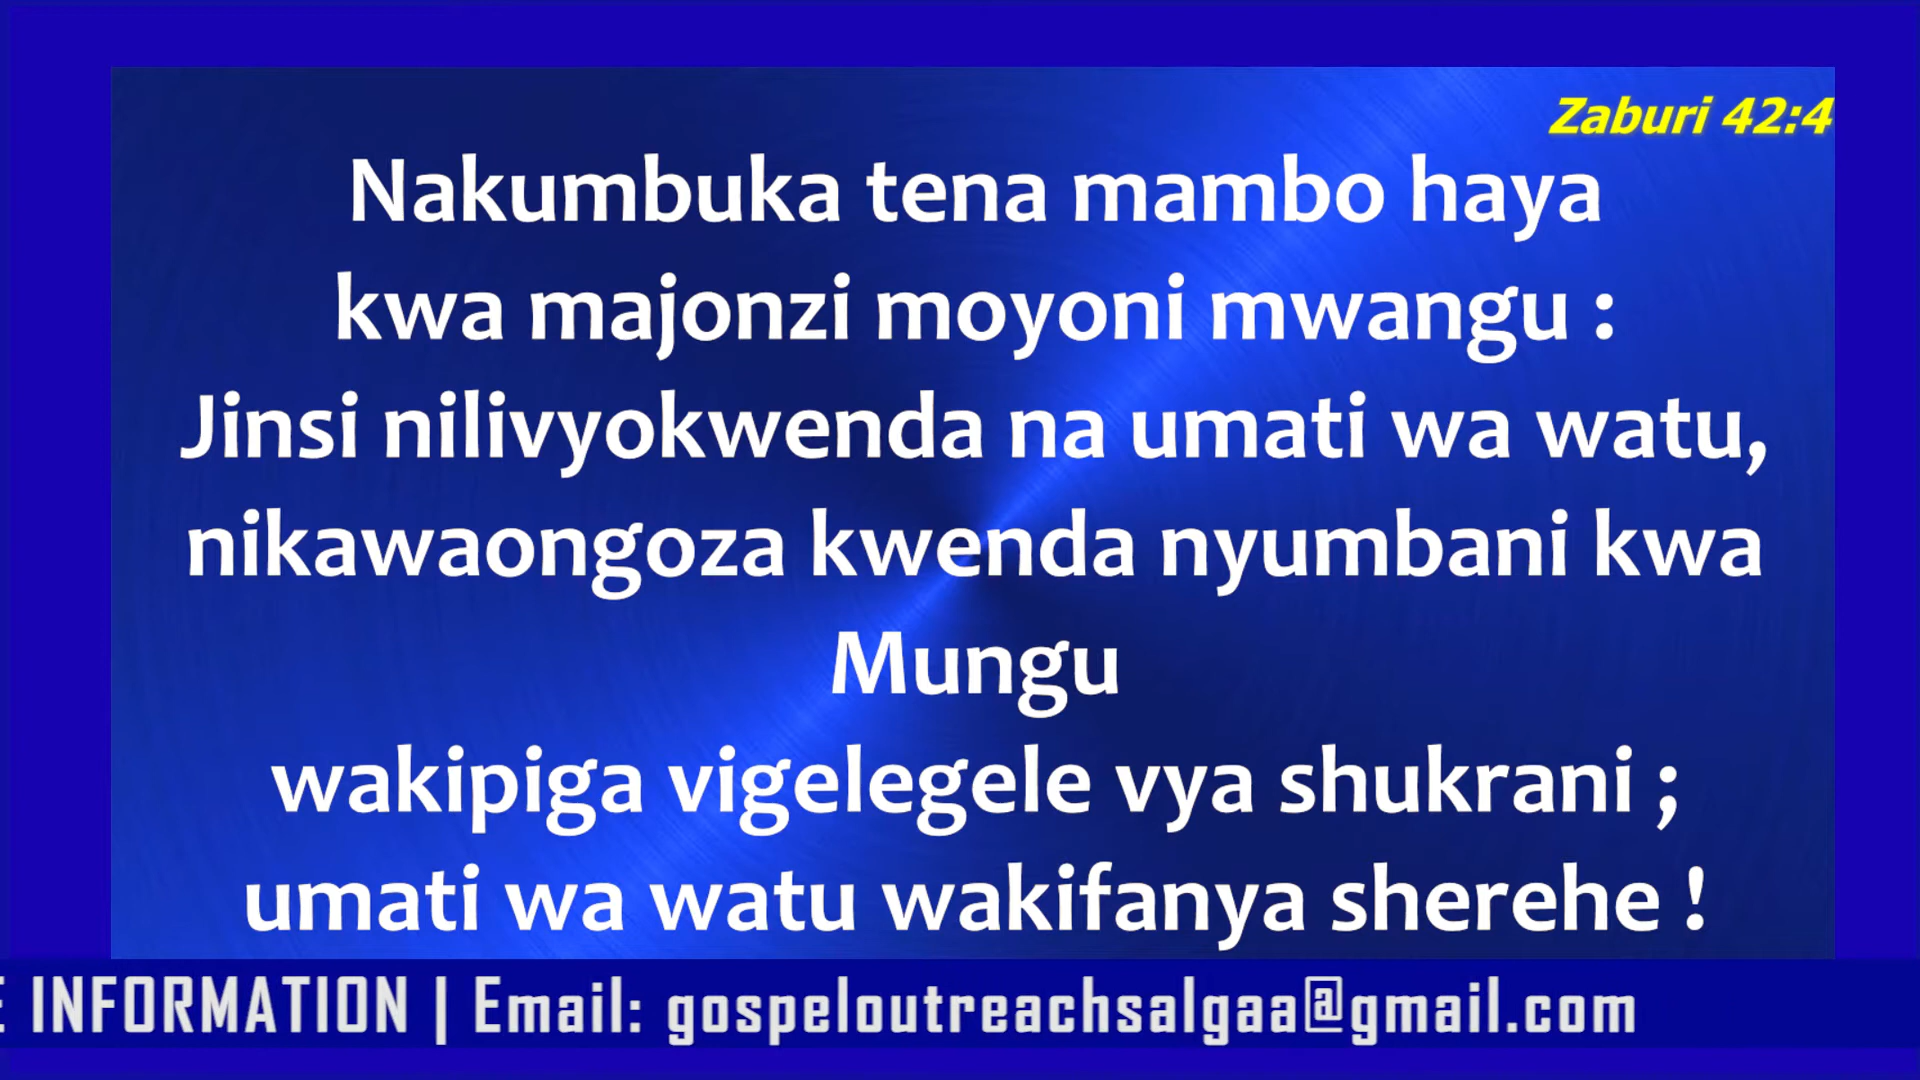 Zaburi 42:4
Nakumbuka tena mambo haya
kwa majonzi moyoni mwangu :
Jinsi nilivyokwenda na umati wa watu,
nikawaongoza kwenda nyumbani kwa
Mungu
wakipiga vigelegele vya shukrani ;
umati wa watu wakifanya sherehe !
INFORMATION | Email: gospeloutreachsalgaa@gmail.com